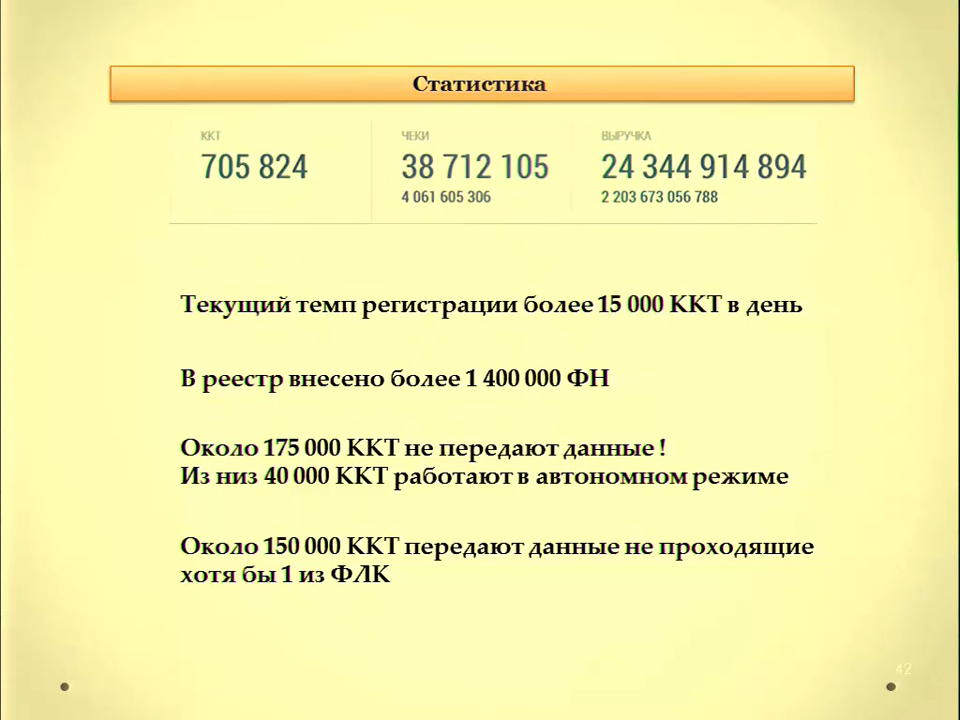 Статистика
ККТ
ЧЕКИ
ВЫРУЧКА
705 824
38 712 105
24 344 914 894
4 061 605 306
2 203 673 056 788
Текущий темп регистрации более 15 000 ККТ в день
В реестр внесено более 1 400 000 ФН
Около 175 000 ККТ не передают данные !
Из низ 40 000 ККТ работают в автономном режиме
Около 150 000 ККТ передают данные не проходящие
хотя бы 1 из ФЛК
42